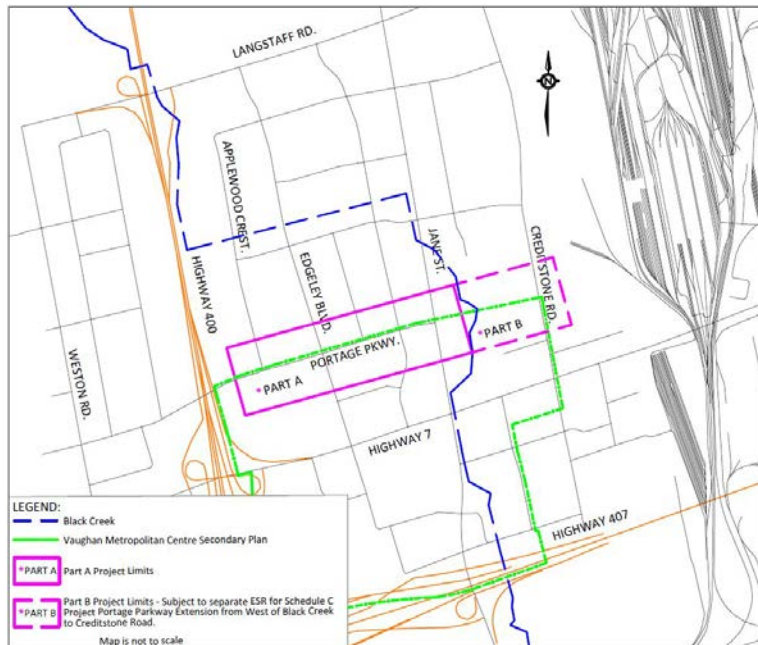 LANGSTAFF RD.
N
APPLEWOOD CREST.
JANE ST.
CREDITSTONE RD.
EDGELEY BLVD.
HIGHWAY 400
PORTAGE PKWY.
*PART B
WESTON RD.
*PART A
HIGHWAY 7
HIGHWAY 407
LEGEND:
Black Creek
Vaughan Metropolitan Centre Secondary Plan
*PART A Part A Project Limits
*PART B Part B Project Limits - Subject to separate ESR for Schedule C
Project Portage Parkway Extension from West of Black Creek
to Creditstone Road.
Map is not to scale